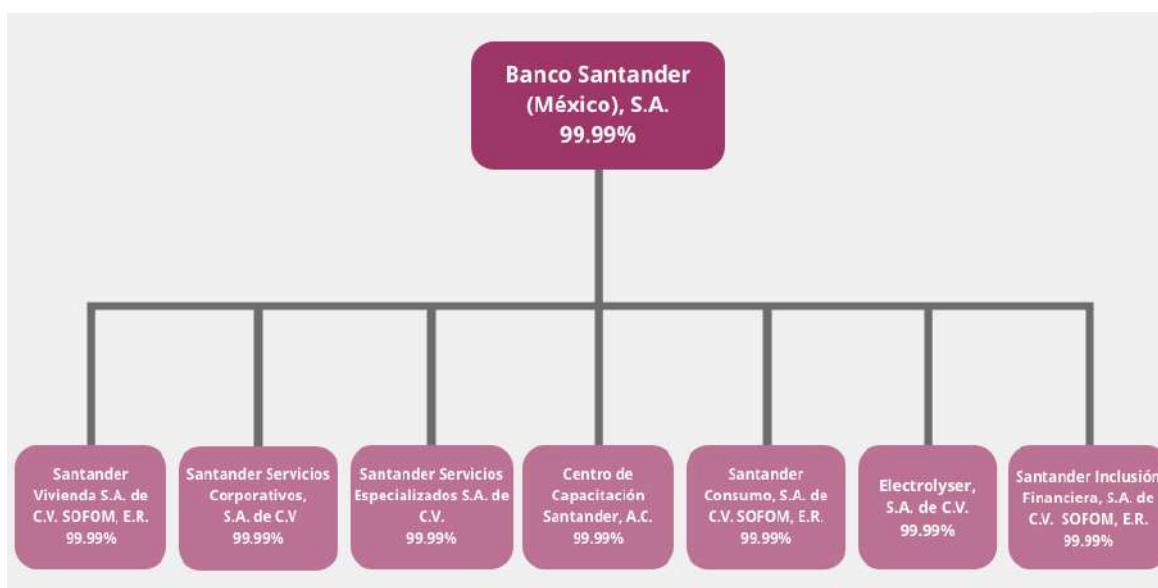 Banco Santander
(México), S.A.
99.99%
Santander
Vivienda S.A. de
C.V. SOFOM, E.R.
99.99%
Santander Servicios
Corporativos,
S.A. de C.V
99.99%
Santander Servicios
Especializados S.A. de
C.V.
99.99%
Centro de
Capacitación
Santander, A.C.
99.99%
Santander
Consumo, S.A. de
C.V. SOFOM, E.R.
99.99%
Electrolyser,
S.A. de C.V.
99.99%
Santander Inclusión
Financiera, S.A. de
C.V. SOFOM, E.R.
99.99%